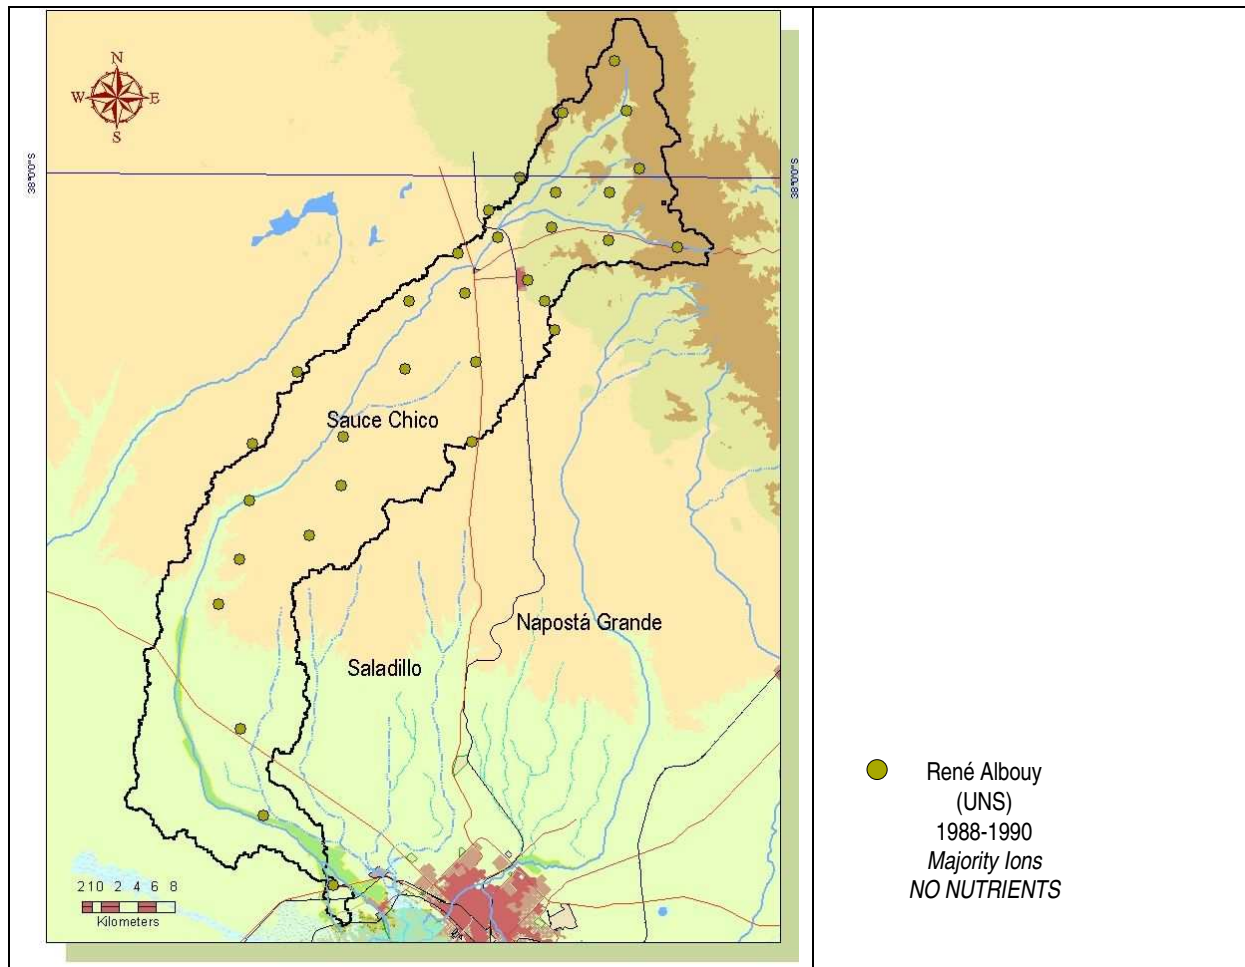 N
W E
S
38°0'0"S
38°0'0"S
Sauce Chico
Napostá Grande
Saladillo
2 1 0 2 4 6 8
Kilometers
René Albouy
(UNS)
1988-1990
Majority Ions
NO NUTRIENTS